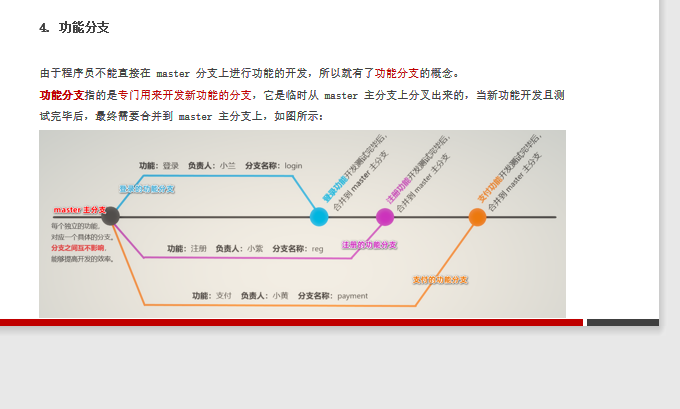 4. 功能分支
由于程序员不能直接在 master 分支上进行功能的开发，所以就有了功能分支的概念。
功能分支指的是专门用来开发新功能的分支，它是临时从 master 主分支上分叉出来的，当新功能开发且测
试完毕后，最终需要合并到 master 主分支上，如图所示：
功能：登录 负责人：小兰 分支名称：login
登录的功能分支
登录功能开发测试完毕后，
合并到 master 主分支
注册功能开发测试完毕后，
合并到 master 主分支
支付功能开发测试完毕后，
合并到 master 主分支
master 主分支
每个独立的功能，
对应一个具体的分支。
分支之间互不影响，
能够提高开发的效率。
功能：注册 负责人：小紫 分支名称：reg
注册的功能分支
支付的功能分支
功能：支付 负责人：小黄 分支名称：payment